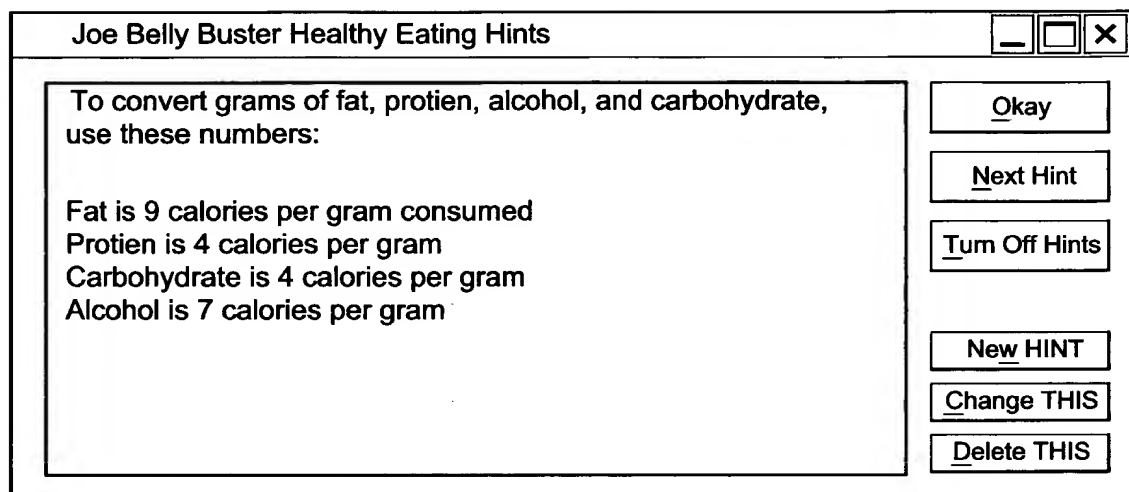 Joe Belly Buster Healthy Eating Hints
To convert grams of fat, protien, alcohol, and carbohydrate,
use these numbers:
Fat is 9 calories per gram consumed
Protien is 4 calories per gram
Carbohydrate is 4 calories per gram
Alcohol is 7 calories per gram
Okay
Next Hint
Turn Off Hints
New HINT
Change THIS
Delete THIS